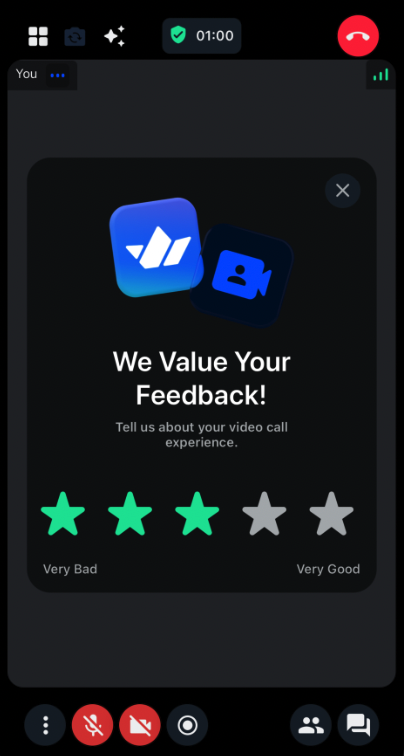 01:00
You
We Value Your
Feedback!
Tell us about your video call
experience.
Very Bad
Very Good